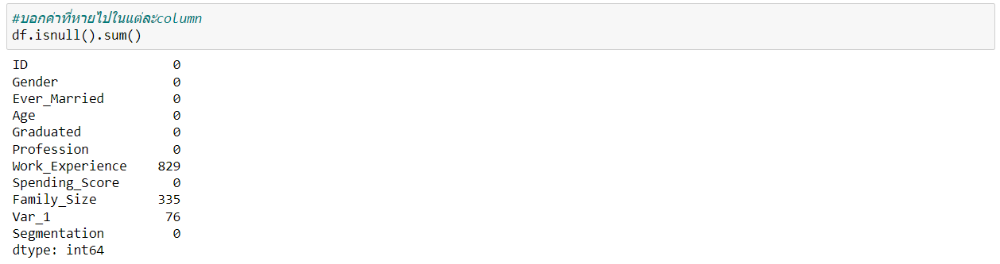 #บอกค่าที่หายไปในแต่ละcolumn
df.isnull().sum()
ID 0
Gender 0
Ever_Married 0
Age 0
Graduated 0
Profession 0
Work_Experience 829
Spending_Score 0
Family_Size 335
Var_1 76
Segmentation 0
dtype: int64